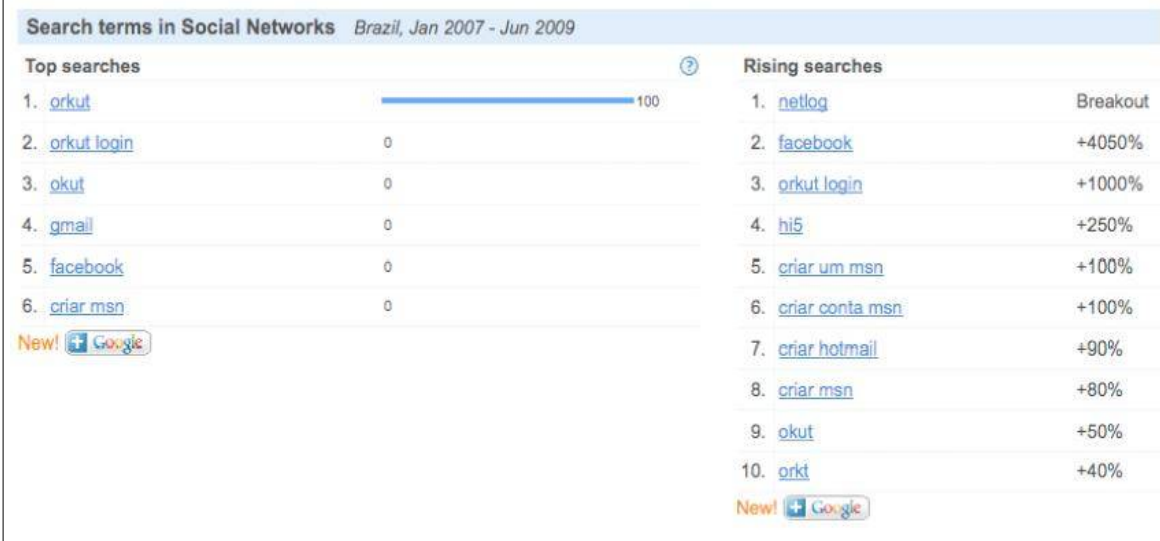 Search terms in Social Networks Brazil, Jan 2007 - Jun 2009
Top searches
1. orkut 100
2. orkut login 0
3. okut 0
4. gmail 0
5. facebook 0
6. criar msn 0
New! Google
Rising searches
1. netlog Breakout
2. facebook +4050%
3. orkut login +1000%
4. hi5 +250%
5. criar um msn +100%
6. criar conta msn +100%
7. criar hotmail +90%
8. criar msn +80%
9. okut +50%
10. orkt +40%
New! Google